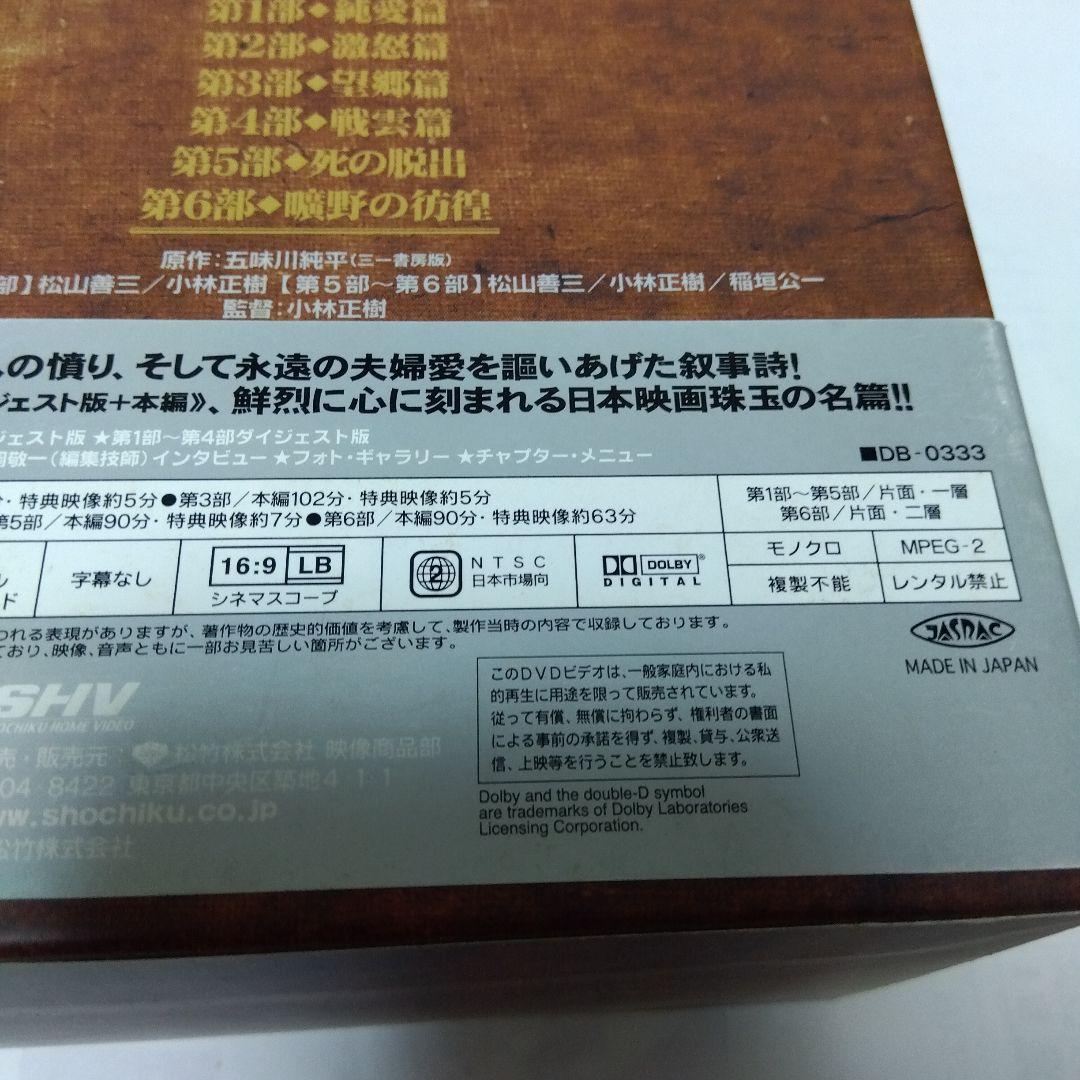 第1部◆純愛篇
第2部◆激怒篇
第3部◆望郷篇
第4部◆戦雲篇
第5部◆死の脱出
第6部◆曠野の彷徨
原作:五味川純平(三一書房版)
部】松山善三/小林正樹【第5部~第6部】松山善三/小林正樹/稲垣公一
監督:小林正樹
の憤り、そして永遠の夫婦愛を謳いあげた叙事詩!
ジェスト版+本編》、鮮烈に心に刻まれる日本映画珠玉の名篇!!
ジェスト版 ★第1部~第4部ダイジェスト版
岡敬一(編集技師)インタビュー ★フォト・ギャラリー ★チャプター・メニュー
■DB-0333
分・特典映像約5分●第3部/本編102分・特典映像約5分
第5部/本編90分・特典映像約7分●第6部/本編90分・特典映像約63分
第1部~第5部/片面・一層
第6部/片面・二層
ル
ド
字幕なし
16:9 LB
シネマスコープ
2
NTSC
日本市場向
DOLBY
DIGITAL
モノクロ
MPEG-2
複製不能
レンタル禁止
われる表現がありますが、著作物の歴史的価値を考慮して、製作当時の内容で収録しております。
ており、映像、音声ともに一部お見苦しい箇所がございます。
JASRAC
MADE IN JAPAN
SHV
SHOCHIKU HOME VIDEO
売・販売元:松竹株式会社 映像商品部
04-8422 東京都中央区築地4-1-1
www.shochiku.co.jp
松竹株式会社
このDVDビデオは、一般家庭内における私
的再生に用途を限って販売されています。
従って有償、無償に拘わらず、権利者の書面
による事前の承諾を得ず、複製、貸与、公衆送
信、上映等を行うことを禁止致します。
Dolby and the double-D symbol
are trademarks of Dolby Laboratories
Licensing Corporation.